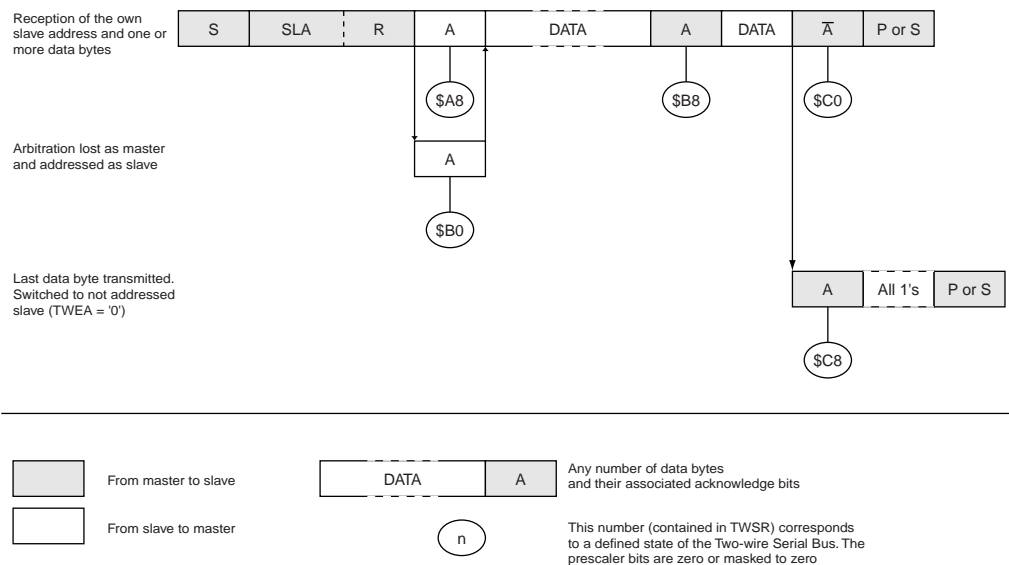 Reception of the own
slave address and one or
more data bytes
S SLA R A DATA A DATA A̅ P or S
$A8 $B8 $C0
Arbitration lost as master
and addressed as slave
A
$B0
Last data byte transmitted.
Switched to not addressed
slave (TWEA = '0')
A All 1's P or S
$C8
From master to slave
From slave to master
DATA A
Any number of data bytes
and their associated acknowledge bits
n
This number (contained in TWSR) corresponds
to a defined state of the Two-wire Serial Bus. The
prescaler bits are zero or masked to zero